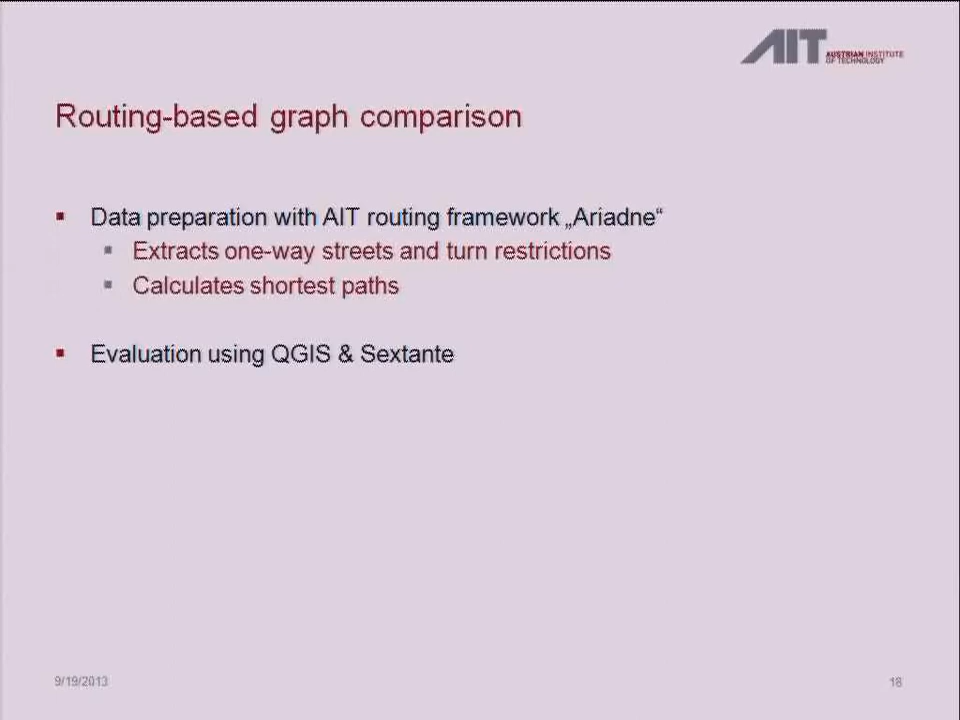 AIT AUSTRIAN INSTITUTE
OF TECHNOLOGY
Routing-based graph comparison
Data preparation with AIT routing framework „Ariadne“
Extracts one-way streets and turn restrictions
Calculates shortest paths
Evaluation using QGIS & Sextante
9/19/2013
18